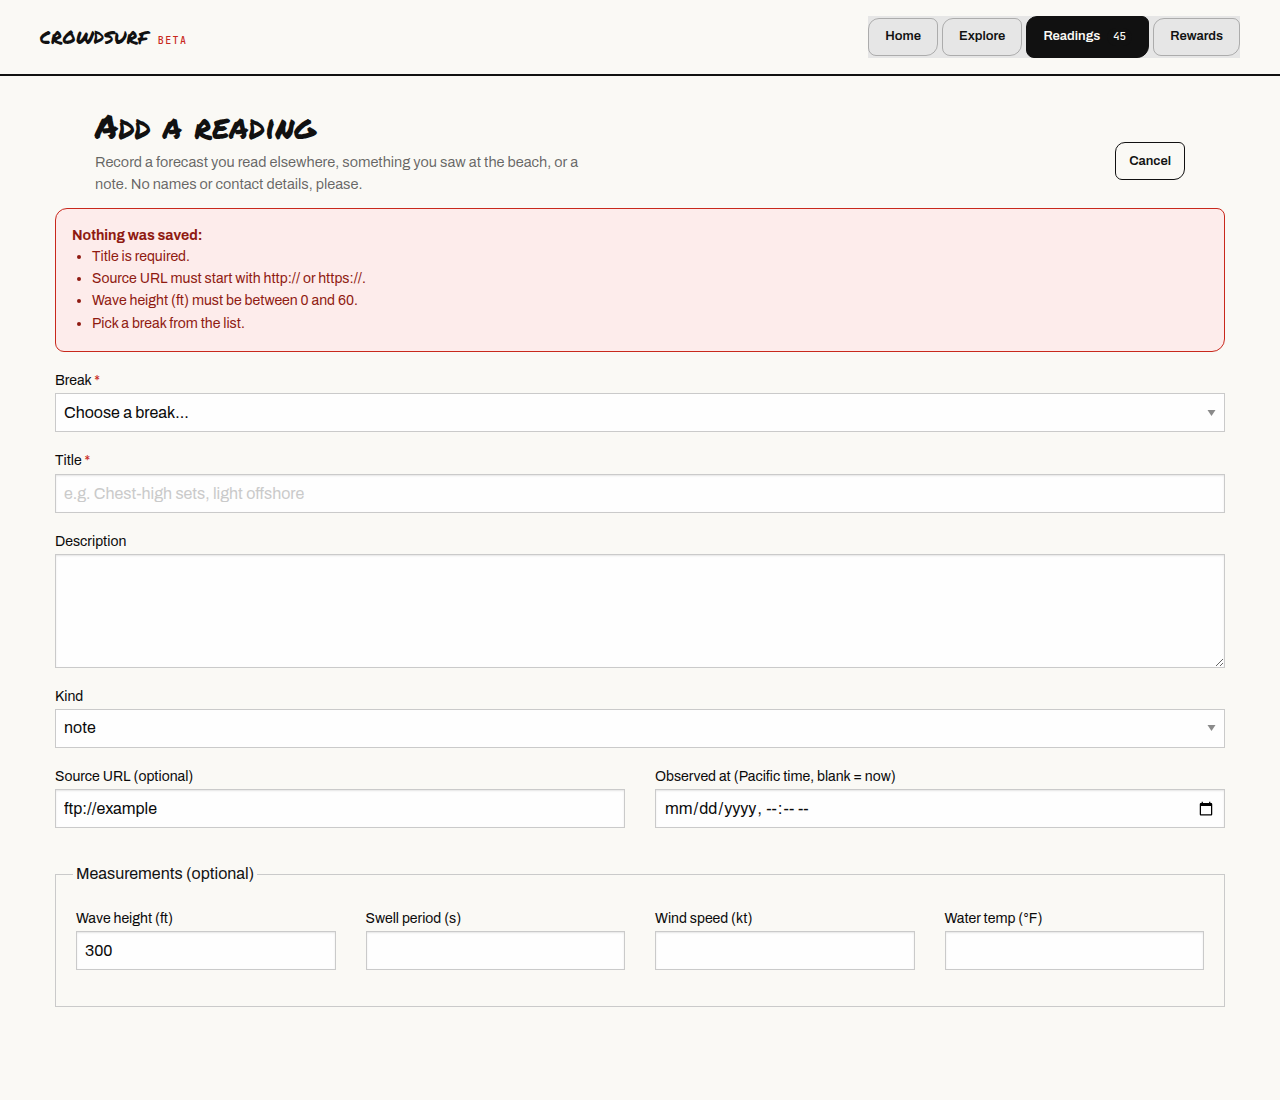 CROWDSURF BETA
Home Explore Readings 45 Rewards
Add a reading
Record a forecast you read elsewhere, something you saw at the beach, or a
note. No names or contact details, please.
Cancel
Nothing was saved:
• Title is required.
• Source URL must start with http:// or https://.
• Wave height (ft) must be between 0 and 60.
• Pick a break from the list.
Break *
Choose a break...
Title *
e.g. Chest-high sets, light offshore
Description
Kind
note
Source URL (optional) Observed at (Pacific time, blank = now)
ftp://example mm/dd/yyyy, --:-- --
Measurements (optional)
Wave height (ft) Swell period (s) Wind speed (kt) Water temp (°F)
300